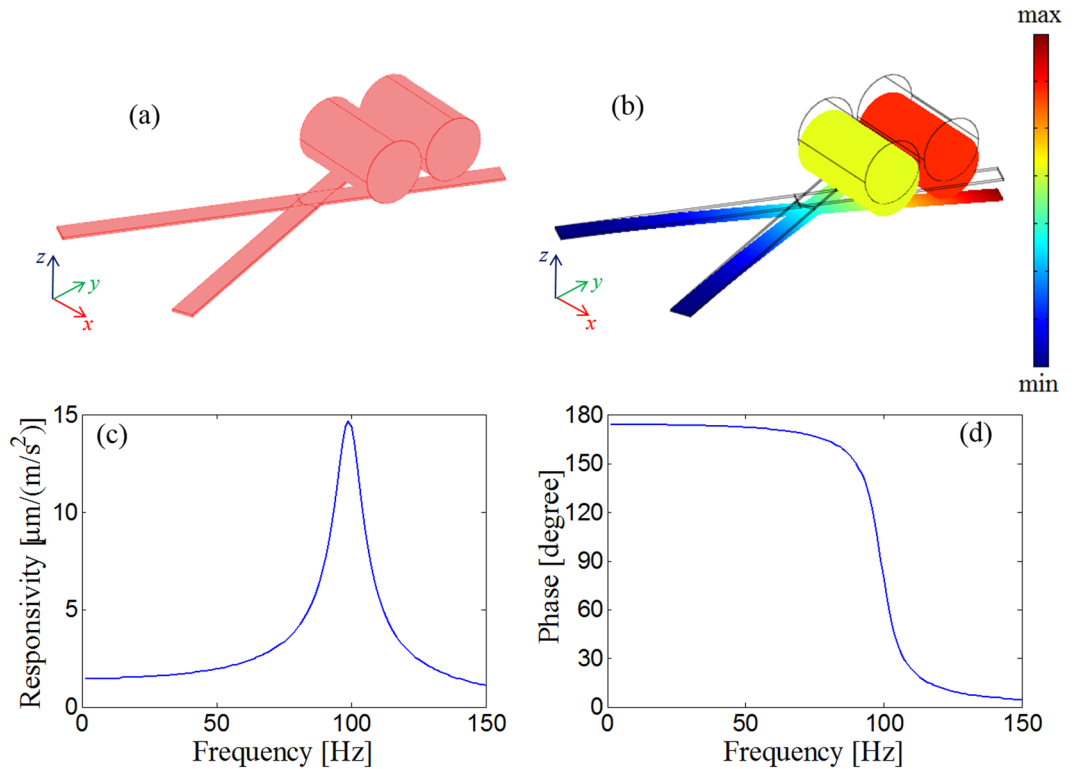 (a)
z
y
x
(b)
z
y
x
max
min
(c)
Responsivity [μm/(m/s²)]
15
10
5
0
0
50
100
150
Frequency [Hz]
(d)
Phase [degree]
180
150
120
90
60
30
0
0
50
100
150
Frequency [Hz]